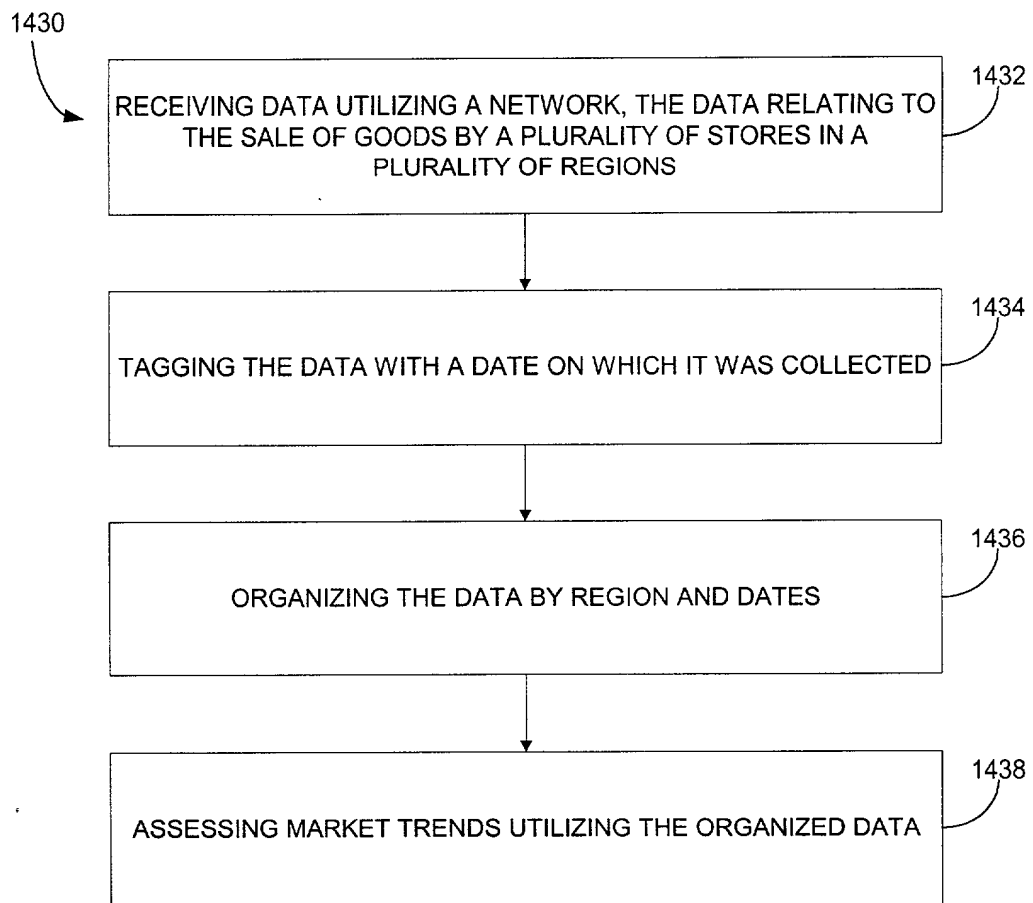 1430
1432
RECEIVING DATA UTILIZING A NETWORK, THE DATA RELATING TO
THE SALE OF GOODS BY A PLURALITY OF STORES IN A
PLURALITY OF REGIONS
1434
TAGGING THE DATA WITH A DATE ON WHICH IT WAS COLLECTED
1436
ORGANIZING THE DATA BY REGION AND DATES
1438
ASSESSING MARKET TRENDS UTILIZING THE ORGANIZED DATA